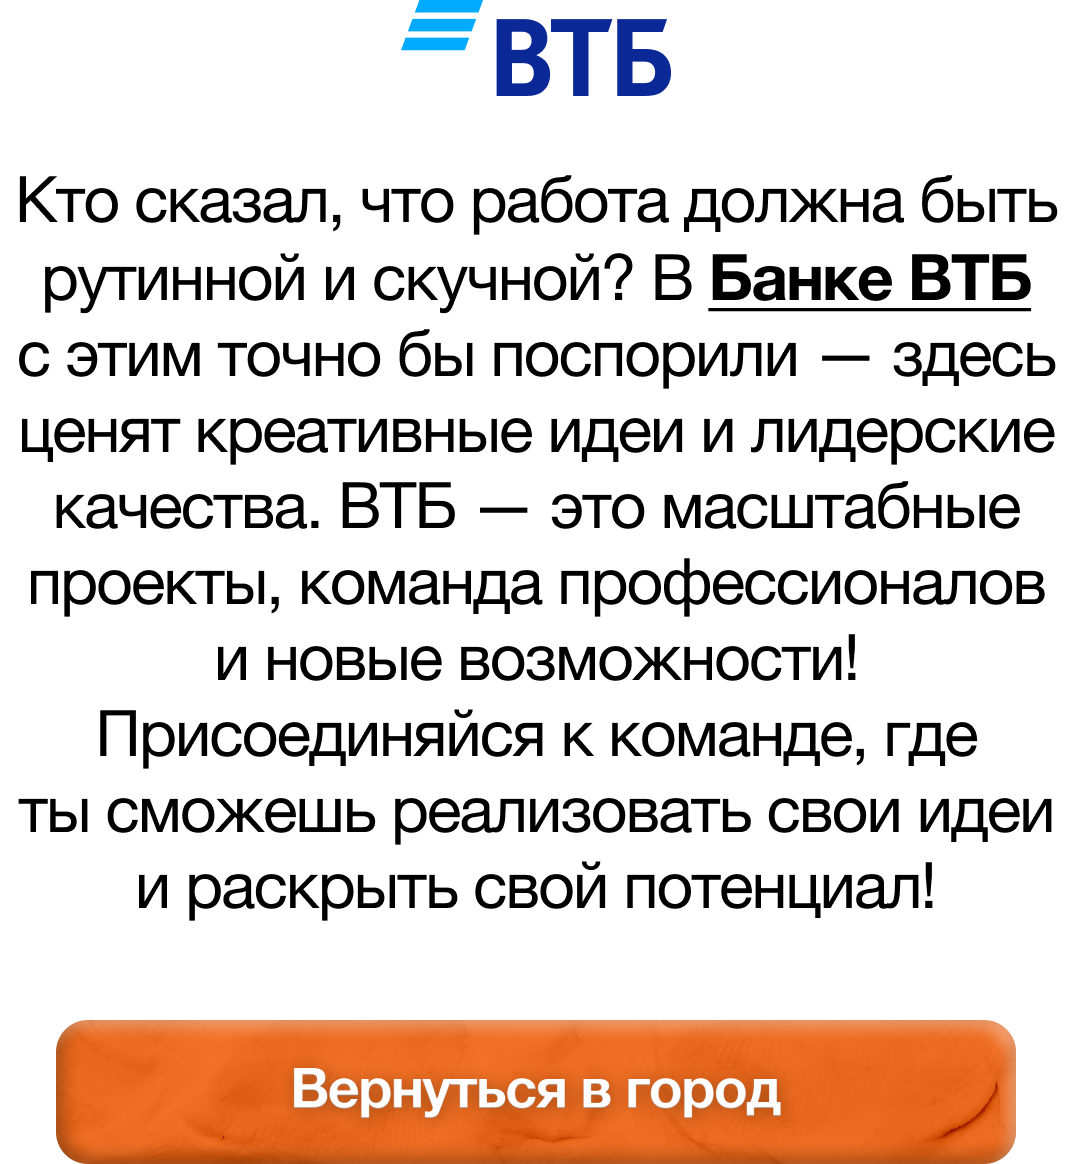 ВТБ
Кто сказал, что работа должна быть
рутинной и скучной? В Банке ВТБ
с этим точно бы поспорили — здесь
ценят креативные идеи и лидерские
качества. ВТБ — это масштабные
проекты, команда профессионалов
и новые возможности!
Присоединяйся к команде, где
ты сможешь реализовать свои идеи
и раскрыть свой потенциал!
Вернуться в город